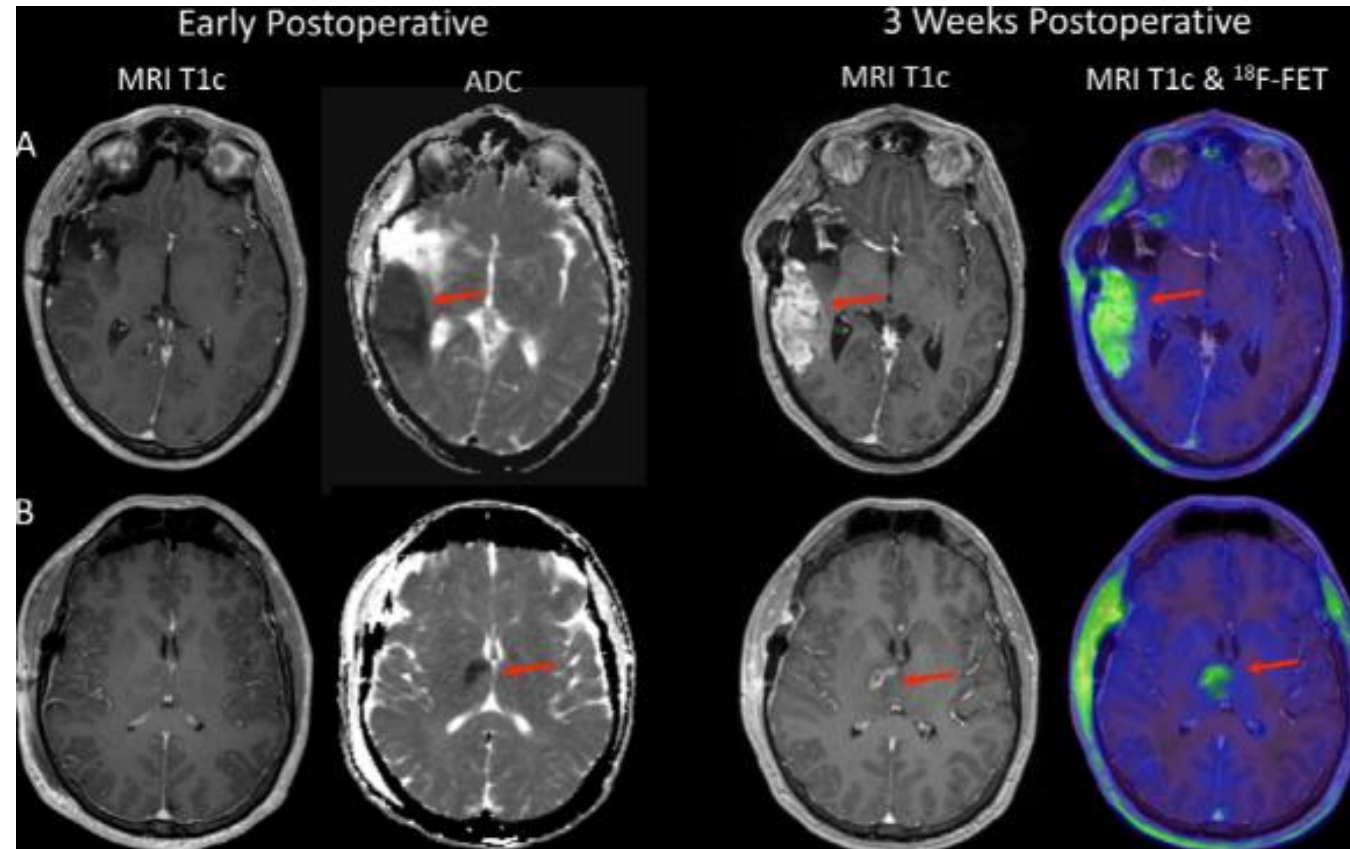 Early Postoperative
3 Weeks Postoperative
MRI T1c
ADC
MRI T1c
MRI T1c & ¹⁸F-FET
A
B